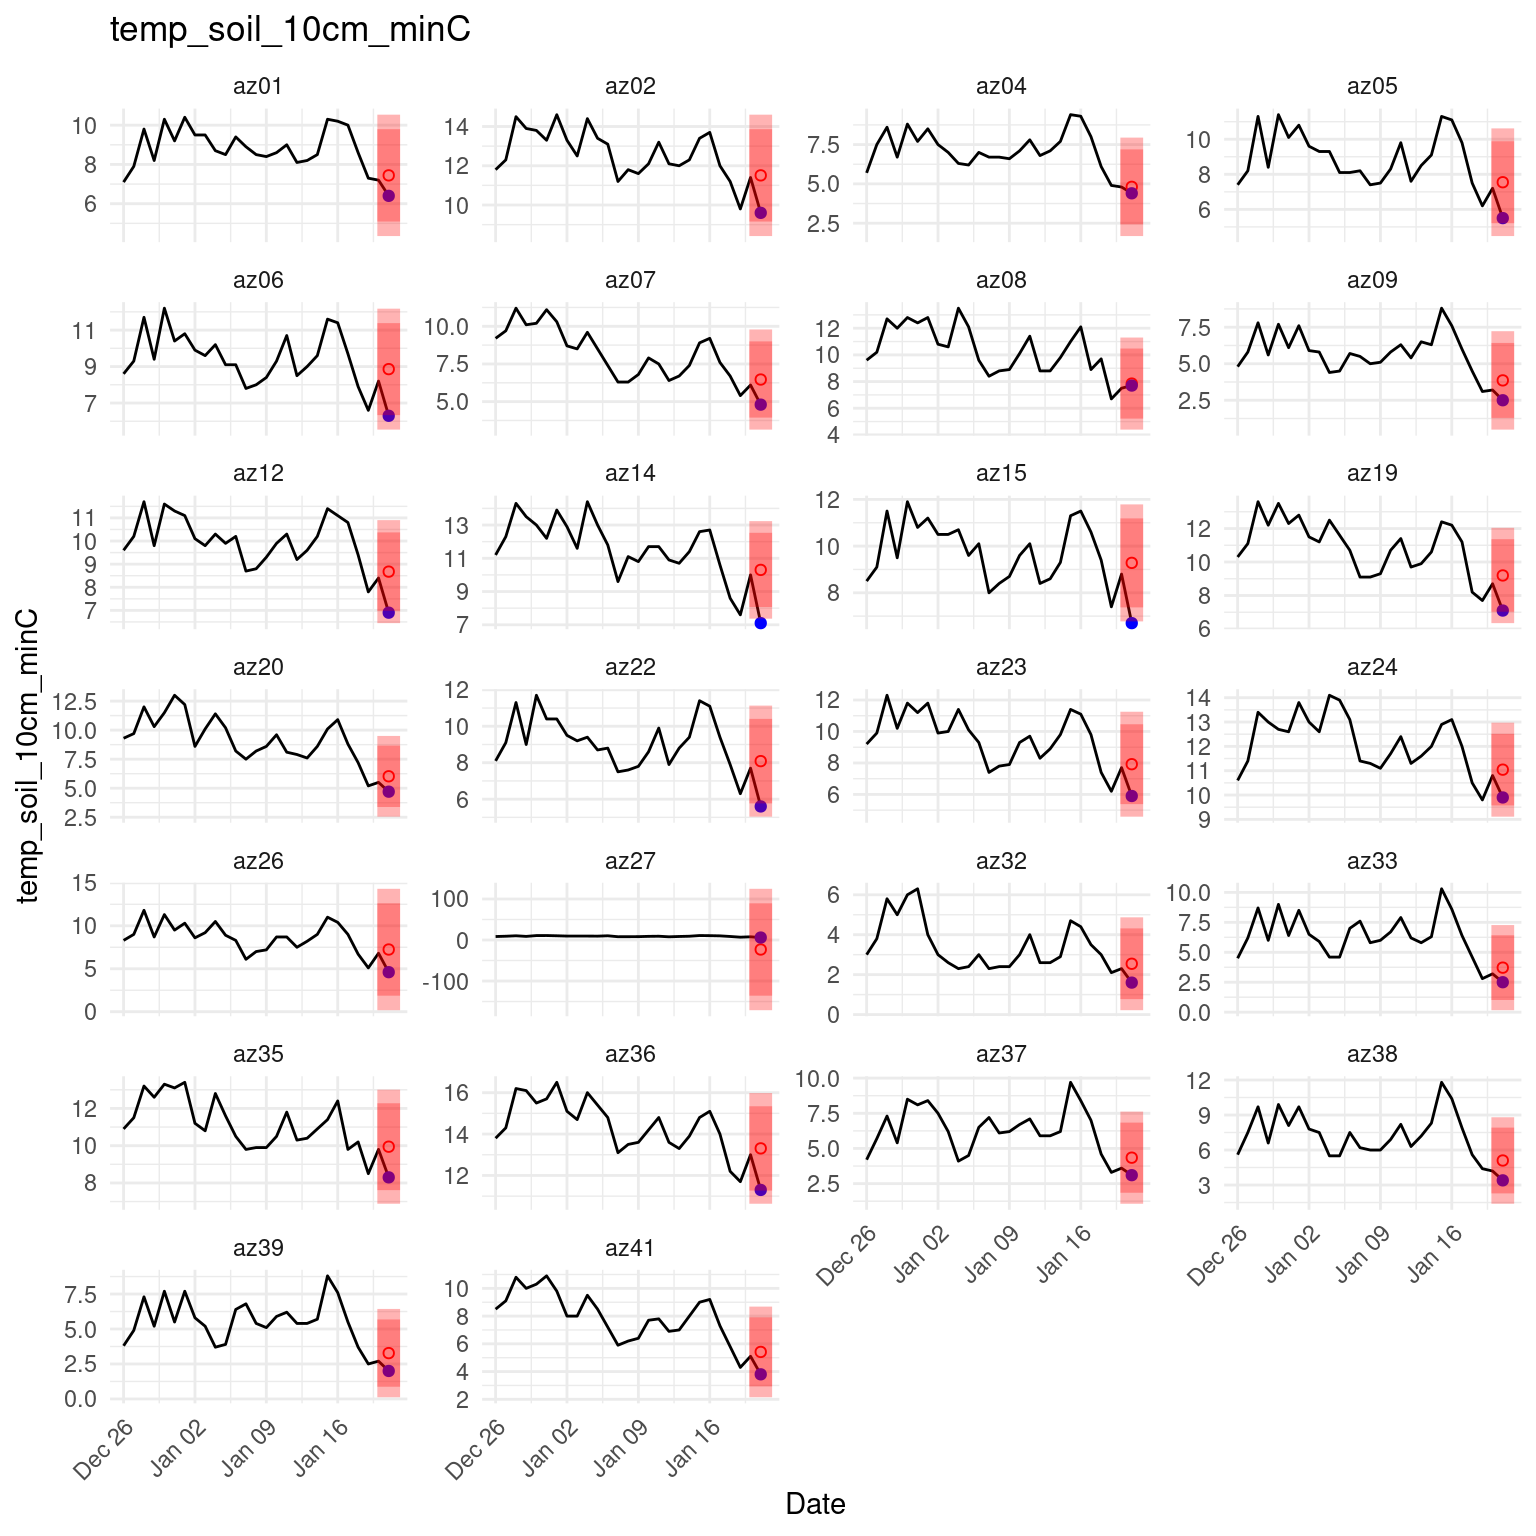 temp_soil_10cm_minC
az01 az02 az04 az05
10 8 6
14 12 10
7.5 5.0 2.5
10 8 6
az06 az07 az08 az09
11 9 7
10.0 7.5 5.0
12 10 8 6 4
7.5 5.0 2.5
az12 az14 az15 az19
11 10 9 8 7
13 11 9 7
12 10 8
12 10 8 6
az20 az22 az23 az24
12.5 10.0 7.5 5.0 2.5
12 10 8 6
12 10 8 6
14 13 12 11 10 9
az26 az27 az32 az33
15 10 5 0
100 0 -100
6 4 2 0
10.0 7.5 5.0 2.5 0.0
az35 az36 az37 az38
12 10 8
16 14 12
10.0 7.5 5.0 2.5
12 9 6 3
Dec 26 Jan 02 Jan 09 Jan 16
Dec 26 Jan 02 Jan 09 Jan 16
az39 az41
7.5 5.0 2.5 0.0
10 8 6 4 2
Dec 26 Jan 02 Jan 09 Jan 16
Dec 26 Jan 02 Jan 09 Jan 16
temp_soil_10cm_minC
Date